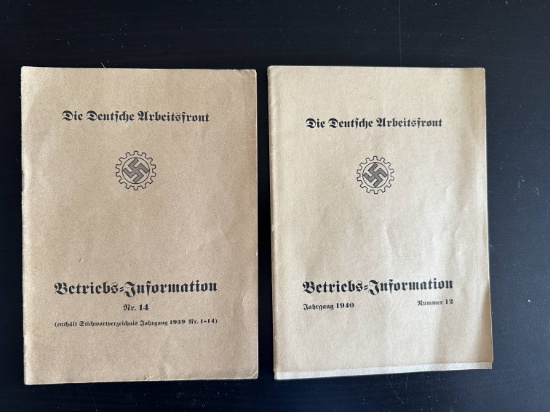 Die Deutsche Arbeitsfront
Betriebs=Information
Nr. 14
(enthält Stichwortverzeichnis Jahrgang 1939 Nr. 1-14)
Die Deutsche Arbeitsfront
Betriebs=Information
Jahrgang 1940 Nummer 12